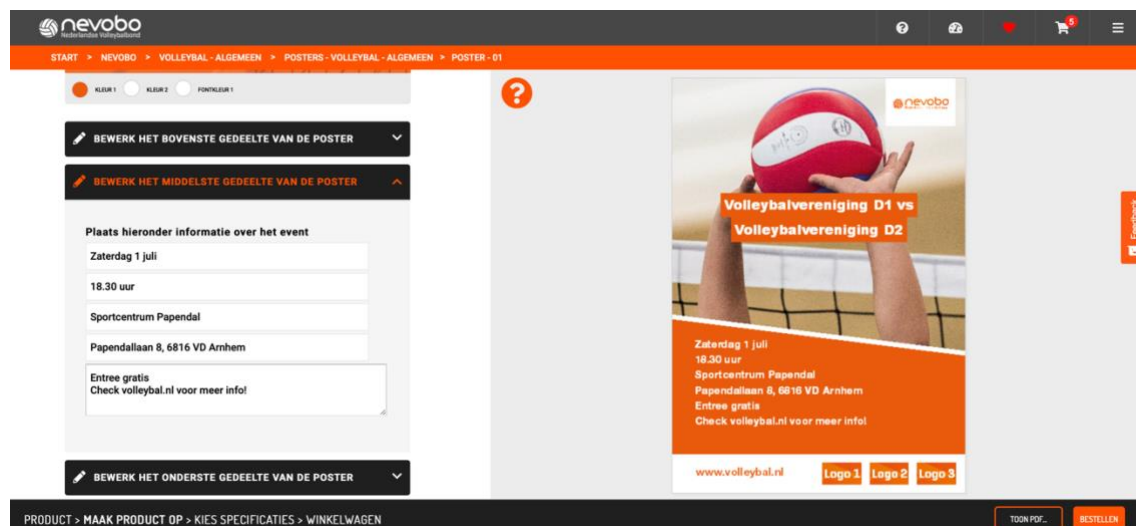 nevobo
Nederlandse Volleybalbond
5
START > NEVOBO > VOLLEYBAL - ALGEMEEN > POSTERS - VOLLEYBAL - ALGEMEEN > POSTER - 01
KLEUR 1 KLEUR 2 FONTKLEUR 1
BEWERK HET BOVENSTE GEDEELTE VAN DE POSTER
BEWERK HET MIDDELSTE GEDEELTE VAN DE POSTER
Plaats hieronder informatie over het event
Zaterdag 1 juli
18.30 uur
Sportcentrum Papendal
Papendallaan 8, 6816 VD Arnhem
Entree gratis
Check volleybal.nl voor meer info!
BEWERK HET ONDERSTE GEDEELTE VAN DE POSTER
?
nevobo
Volleybalvereniging D1 vs
Volleybalvereniging D2
Zaterdag 1 juli
18.30 uur
Sportcentrum Papendal
Papendallaan 8, 6816 VD Arnhem
Entree gratis
Check volleybal.nl voor meer info!
www.volleybal.nl
Logo 1 Logo 2 Logo 3
Feedback
PRODUCT > MAAK PRODUCT OP > KIES SPECIFICATIES > WINKELWAGEN
TOON PDF...
BESTELLEN